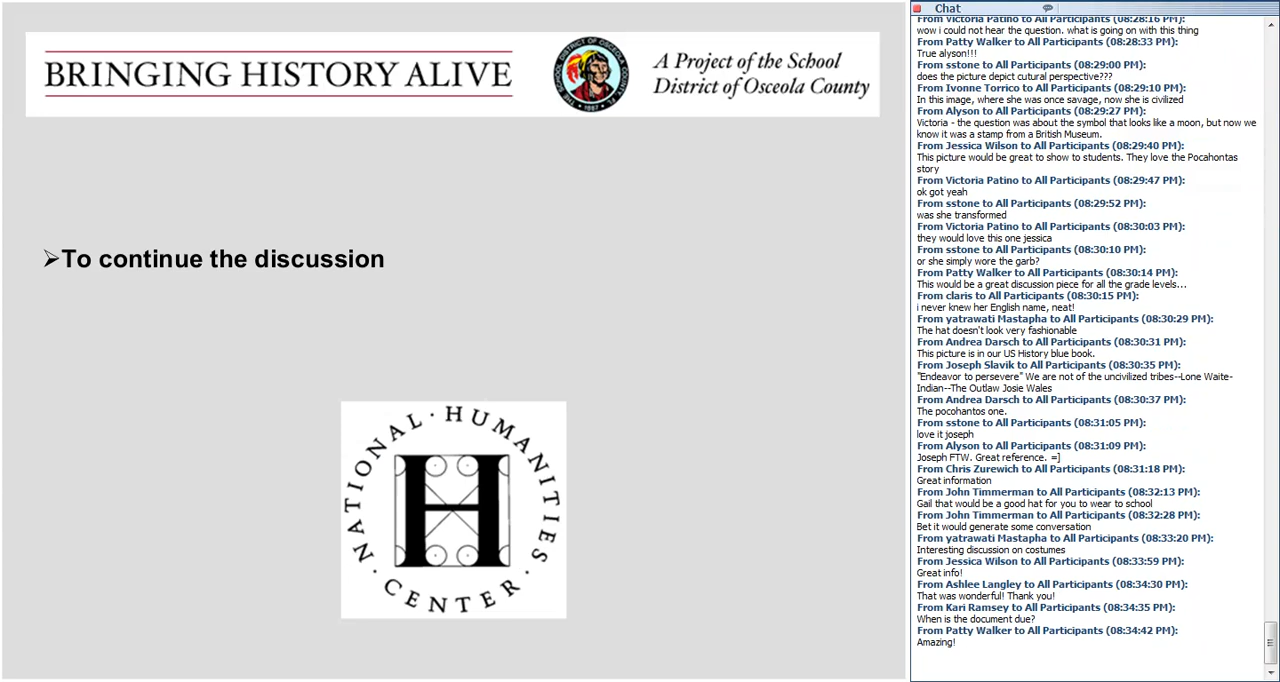 BRINGING HISTORY ALIVE
THE SCHOOL DISTRICT OF OSCEOLA COUNTY, FL
1887
A Project of the School
District of Osceola County
➢To continue the discussion
NATIONAL · HUMANITIES · CENTER ·
H
Chat
From Victoria Patino to All Participants (08:28:16 PM):
wow i could not hear the question. what is going on with this thing
From Patty Walker to All Participants (08:28:33 PM):
True alyson!!!
From sstone to All Participants (08:29:00 PM):
does the picture depict cutural perspective???
From Ivonne Torrico to All Participants (08:29:10 PM):
In this image, where she was once savage, now she is civilized
From Alyson to All Participants (08:29:27 PM):
Victoria - the question was about the symbol that looks like a moon, but now we
know it was a stamp from a British Museum.
From Jessica Wilson to All Participants (08:29:40 PM):
This picture would be great to show to students. They love the Pocahontas
story
From Victoria Patino to All Participants (08:29:47 PM):
ok got yeah
From sstone to All Participants (08:29:52 PM):
was she transformed
From Victoria Patino to All Participants (08:30:03 PM):
they would love this one jessica
From sstone to All Participants (08:30:10 PM):
or she simply wore the garb?
From Patty Walker to All Participants (08:30:14 PM):
This would be a great discussion piece for all the grade levels...
From claris to All Participants (08:30:15 PM):
i never knew her English name, neat!
From yatrawati Mastapha to All Participants (08:30:29 PM):
The hat doesn't look very fashionable
From Andrea Darsch to All Participants (08:30:31 PM):
This picture is in our US History blue book.
From Joseph Slavik to All Participants (08:30:35 PM):
"Endeavor to persevere" We are not of the uncivilized tribes--Lone Waite-
Indian--The Outlaw Josie Wales
From Andrea Darsch to All Participants (08:30:37 PM):
The pocohantos one.
From sstone to All Participants (08:31:05 PM):
love it joseph
From Alyson to All Participants (08:31:09 PM):
Joseph FTW. Great reference. =]
From Chris Zurewich to All Participants (08:31:18 PM):
Great information
From John Timmerman to All Participants (08:32:13 PM):
Gail that would be a good hat for you to wear to school
From John Timmerman to All Participants (08:32:28 PM):
Bet it would generate some conversation
From yatrawati Mastapha to All Participants (08:33:20 PM):
Interesting discussion on costumes
From Jessica Wilson to All Participants (08:33:59 PM):
Great info!
From Ashlee Langley to All Participants (08:34:30 PM):
That was wonderful! Thank you!
From Kari Ramsey to All Participants (08:34:35 PM):
When is the document due?
From Patty Walker to All Participants (08:34:42 PM):
Amazing!